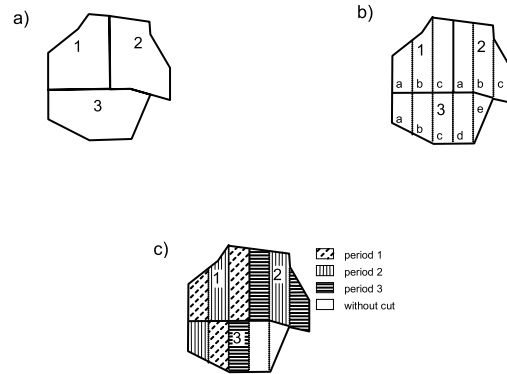 a)
1 2
3
b)
1 2
a b c a b c
3
a b c d e
c)
1 2
3
period 1
period 2
period 3
without cut